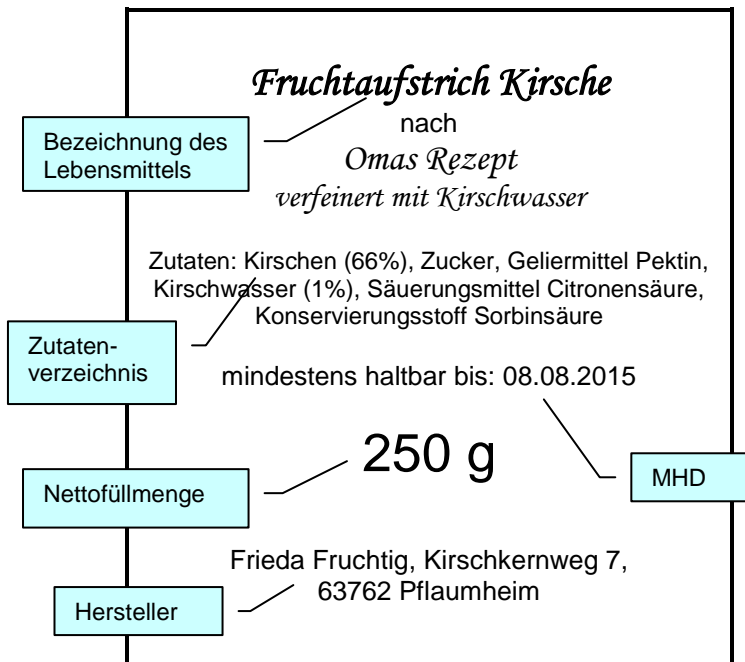 Fruchtaufstrich Kirsche
nach
Omas Rezept
verfeinert mit Kirschwasser
Bezeichnung des
Lebensmittels
Zutaten: Kirschen (66%), Zucker, Geliermittel Pektin,
Kirschwasser (1%), Säuerungsmittel Citronensäure,
Konservierungsstoff Sorbinsäure
Zutaten-
verzeichnis
mindestens haltbar bis: 08.08.2015
250 g
MHD
Nettofüllmenge
Frieda Fruchtig, Kirschkernweg 7,
63762 Pflaumheim
Hersteller